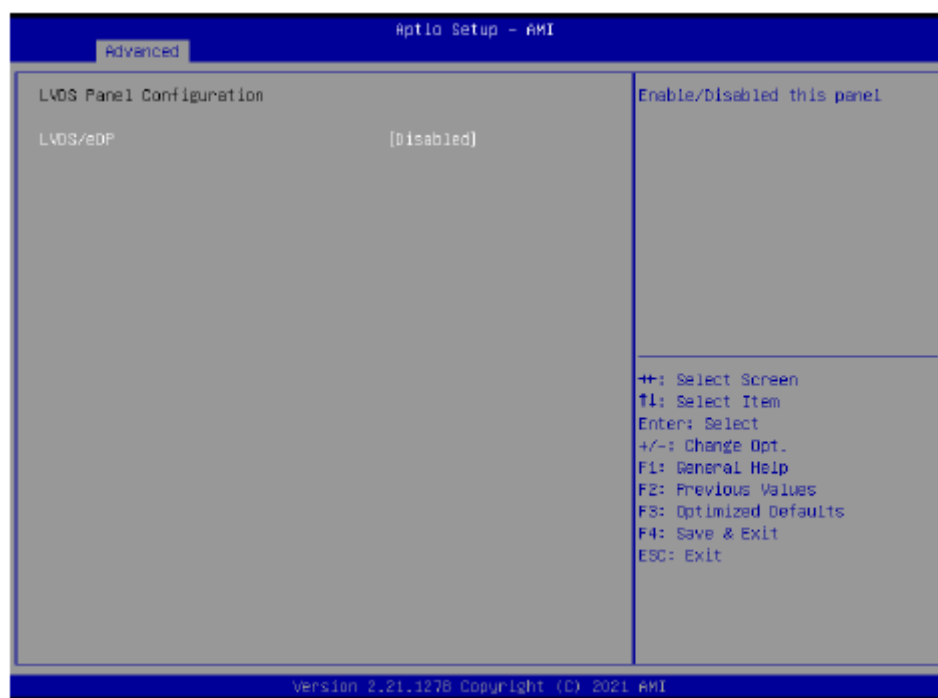 Aptio Setup - AMI
Advanced
LVDS Panel Configuration
LVDS/eDP [Disabled]
Enable/Disabled this panel
→←: Select Screen
↑↓: Select Item
Enter: Select
+/-: Change Opt.
F1: General Help
F2: Previous Values
F3: Optimized Defaults
F4: Save & Exit
ESC: Exit
Version 2.21.1278 Copyright (C) 2021 AMI